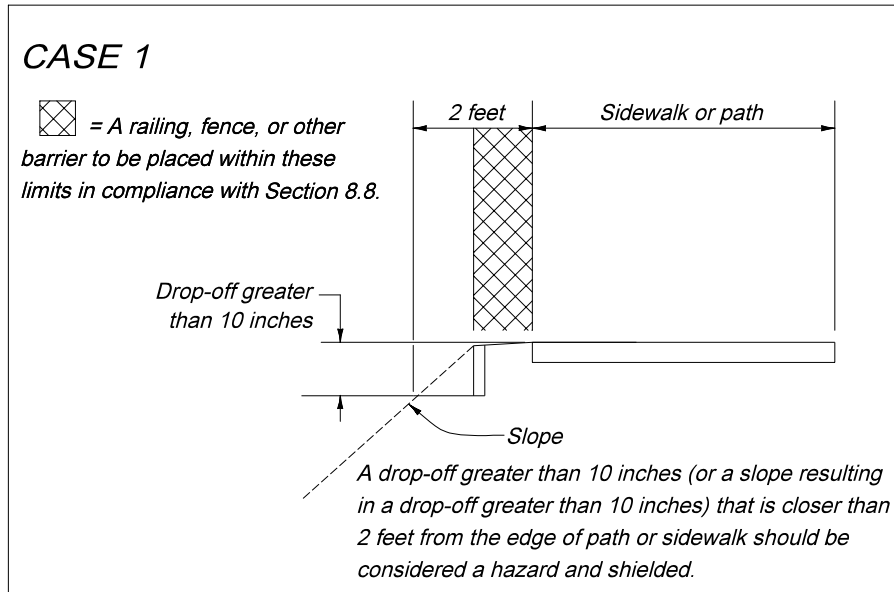 CASE 1
= A railing, fence, or other
barrier to be placed within these
limits in compliance with Section 8.8.
2 feet
Sidewalk or path
Drop-off greater
than 10 inches
Slope
A drop-off greater than 10 inches (or a slope resulting
in a drop-off greater than 10 inches) that is closer than
2 feet from the edge of path or sidewalk should be
considered a hazard and shielded.